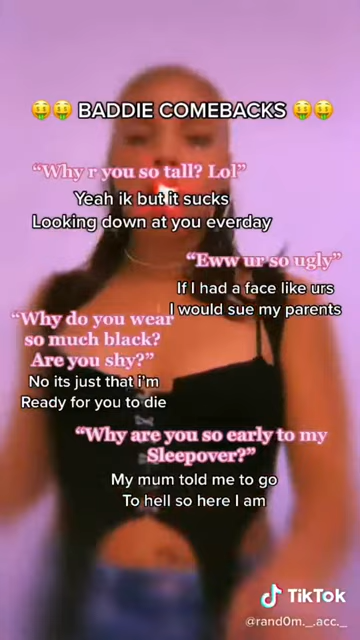 🤑🤑 BADDIE COMEBACKS 🤑🤑
“Why r you so tall? Lol”
Yeah ik but it sucks
Looking down at you everday
“Eww ur so ugly”
If I had a face like urs
I would sue my parents
“Why do you wear
so much black?
Are you shy?”
No its just that i'm
Ready for you to die
“Why are you so early to my
Sleepover?”
My mum told me to go
To hell so here I am
TikTok
@rand0m._.acc._